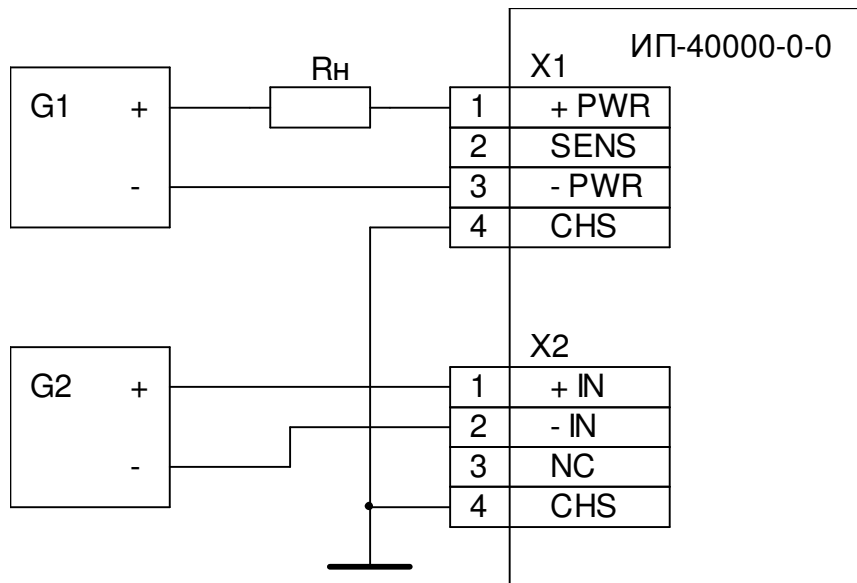 ИП-40000-0-0
Rн
X1
G1 +
-
1 + PWR
2 SENS
3 - PWR
4 CHS
X2
G2 +
-
1 + IN
2 - IN
3 NC
4 CHS